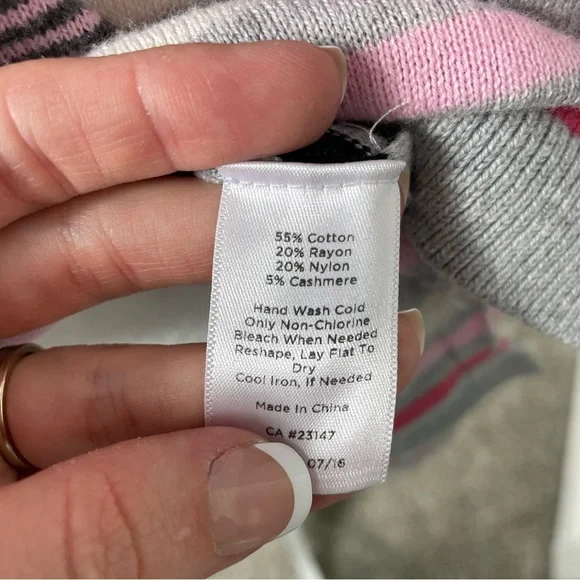 55% Cotton
20% Rayon
20% Nylon
5% Cashmere
Hand Wash Cold
Only Non-Chlorine
Bleach When Needed
Reshape, Lay Flat To
Dry
Cool Iron, If Needed
Made In China
CA #23147
07/16